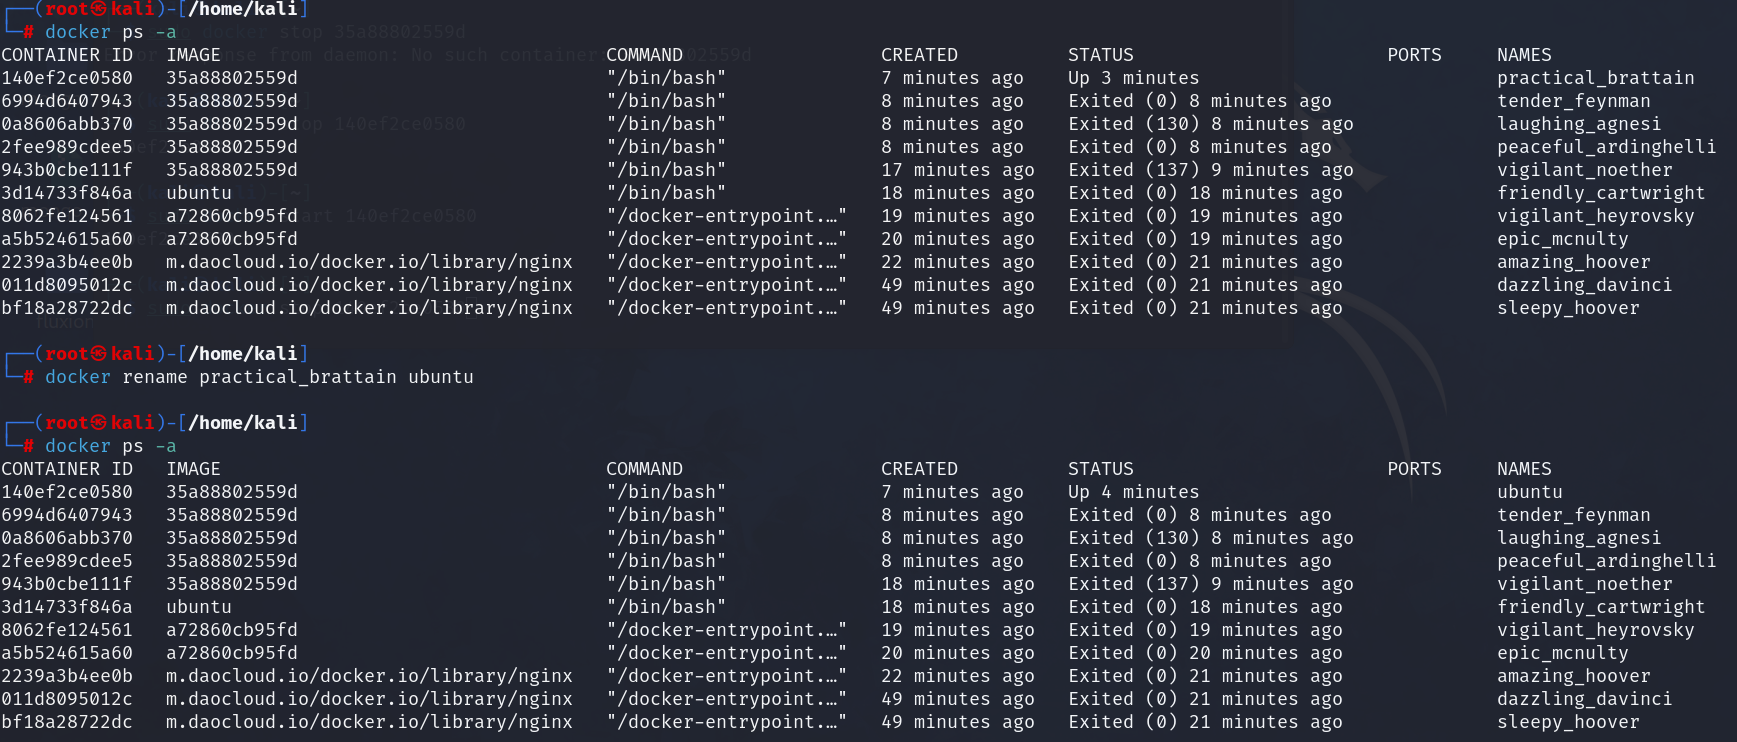 ┌──(root㉿kali)-[/home/kali]
└─# docker ps -a
CONTAINER ID   IMAGE                                 COMMAND                  CREATED          STATUS                       PORTS     NAMES
140ef2ce0580   35a88802559d                          "/bin/bash"              7 minutes ago    Up 3 minutes                           practical_brattain
6994d6407943   35a88802559d                          "/bin/bash"              8 minutes ago    Exited (0) 8 minutes ago               tender_feynman
0a8606abb370   35a88802559d                          "/bin/bash"              8 minutes ago    Exited (130) 8 minutes ago             laughing_agnesi
2fee989cdee5   35a88802559d                          "/bin/bash"              8 minutes ago    Exited (0) 8 minutes ago               peaceful_ardinghelli
943b0cbe111f   35a88802559d                          "/bin/bash"              17 minutes ago   Exited (137) 9 minutes ago             vigilant_noether
3d14733f846a   ubuntu                                "/bin/bash"              18 minutes ago   Exited (0) 18 minutes ago              friendly_cartwright
8062fe124561   a72860cb95fd                          "/docker-entrypoint.…"   19 minutes ago   Exited (0) 19 minutes ago              vigilant_heyrovsky
a5b524615a60   a72860cb95fd                          "/docker-entrypoint.…"   20 minutes ago   Exited (0) 19 minutes ago              epic_mcnulty
2239a3b4ee0b   m.daocloud.io/docker.io/library/nginx   "/docker-entrypoint.…"   22 minutes ago   Exited (0) 21 minutes ago              amazing_hoover
011d8095012c   m.daocloud.io/docker.io/library/nginx   "/docker-entrypoint.…"   49 minutes ago   Exited (0) 21 minutes ago              dazzling_davinci
bf18a28722dc   m.daocloud.io/docker.io/library/nginx   "/docker-entrypoint.…"   49 minutes ago   Exited (0) 21 minutes ago              sleepy_hoover
┌──(root㉿kali)-[/home/kali]
└─# docker rename practical_brattain ubuntu
┌──(root㉿kali)-[/home/kali]
└─# docker ps -a
CONTAINER ID   IMAGE                                 COMMAND                  CREATED          STATUS                       PORTS     NAMES
140ef2ce0580   35a88802559d                          "/bin/bash"              7 minutes ago    Up 4 minutes                           ubuntu
6994d6407943   35a88802559d                          "/bin/bash"              8 minutes ago    Exited (0) 8 minutes ago               tender_feynman
0a8606abb370   35a88802559d                          "/bin/bash"              8 minutes ago    Exited (130) 8 minutes ago             laughing_agnesi
2fee989cdee5   35a88802559d                          "/bin/bash"              8 minutes ago    Exited (0) 8 minutes ago               peaceful_ardinghelli
943b0cbe111f   35a88802559d                          "/bin/bash"              18 minutes ago   Exited (137) 9 minutes ago             vigilant_noether
3d14733f846a   ubuntu                                "/bin/bash"              18 minutes ago   Exited (0) 18 minutes ago              friendly_cartwright
8062fe124561   a72860cb95fd                          "/docker-entrypoint.…"   19 minutes ago   Exited (0) 19 minutes ago              vigilant_heyrovsky
a5b524615a60   a72860cb95fd                          "/docker-entrypoint.…"   20 minutes ago   Exited (0) 20 minutes ago              epic_mcnulty
2239a3b4ee0b   m.daocloud.io/docker.io/library/nginx   "/docker-entrypoint.…"   22 minutes ago   Exited (0) 21 minutes ago              amazing_hoover
011d8095012c   m.daocloud.io/docker.io/library/nginx   "/docker-entrypoint.…"   49 minutes ago   Exited (0) 21 minutes ago              dazzling_davinci
bf18a28722dc   m.daocloud.io/docker.io/library/nginx   "/docker-entrypoint.…"   49 minutes ago   Exited (0) 21 minutes ago              sleepy_hoover